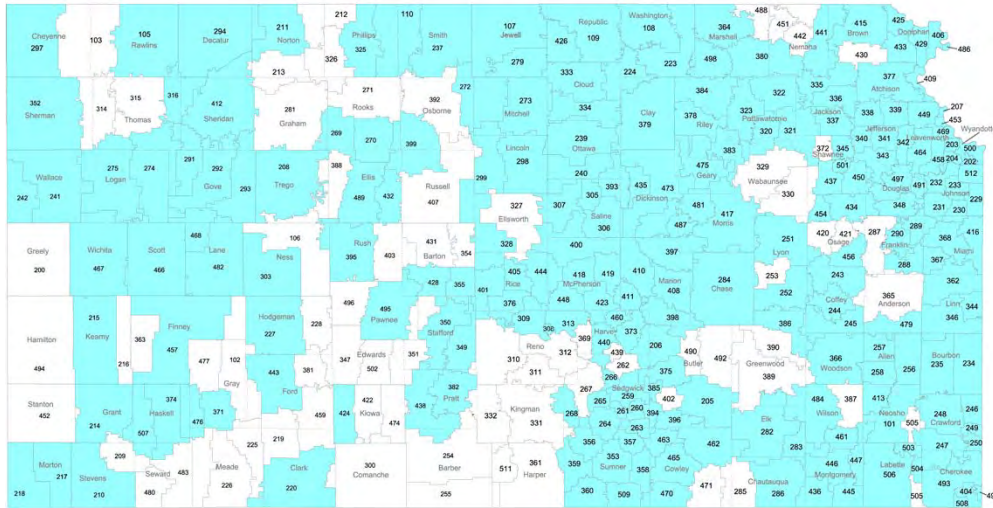 212
488
211 Norton
Phillips
110
Washington
451
425
Cheyenne
103
105
294
Smith
107
Republic
108
364
442
441
415
Doniphan
406
297
Rawlins
Decatur
326
325
237
Jewell
426
109
Marshall
Nemaha
Brown
433
429
486
213
279
224
223
498
380
430
333
377
409
271
272
Cloud
384
335
Atchison
352
314
315
316
412
281
Rooks
392
273
334
Clay
378
323
322
336
207
Sherman
Thomas
Sheridan
Graham
Osborne
Mitchell
379
Riley
Pottawatomie
Jackson
337
338
339
449
453
Jefferson
469
Wyandotte
269
270
399
239
320
321
340
341
342
Leavenworth
203
500
Lincoln
Ottawa
383
372
345
464
458
204
202
291
388
298
475
329
Shawnee
501
343
512
275
274
292
208
Ellis
Russell
240
Geary
Wabaunsee
437
450
497
232
233
Wallace
Logan
Gove
293
Trego
489
432
407
299
393
435
473
330
Douglas
491
Johnson
229
242
241
327
307
305
Dickinson
481
417
454
434
348
231
230
Ellsworth
Saline
306
487
Morris
420
421
287
290
289
416
468
106
431
328
400
251
Osage
Franklin
368
Miami
Greely
Wichita
Scott
Lane
Rush
403
Barton
354
397
Lyon
456
288
367
200
467
466
482
Ness
395
405
444
418
419
410
284
253
243
365
362
303
428
355
401
Rice
McPherson
Marion
408
Chase
252
Coffey
Anderson
Linn
344
215
496
495
376
448
423
411
244
346
Hodgeman
Pawnee
350
309
460
398
386
245
479
Hamilton
Kearny
Finney
227
228
Stafford
308
313
369
Harvey
440
373
390
257
363
457
347
Edwards
351
349
Reno
312
439
206
490
492
Greenwood
366
Allen
Bourbon
494
216
477
102
443
381
502
310
311
262
Butler
389
Woodson
258
256
235
234
Gray
Ford
266
375
Stanton
374
422
382
267
Sedgwick
385
402
205
484
387
413
452
Grant
Haskell
371
459
424
Kiowa
438
Pratt
332
Kingman
268
265
259
Elk
Wilson
Neosho
248
246
214
507
476
474
331
264
261
260
394
396
282
101
505
Crawford
249
209
225
219
263
461
503
250
356
357
463
462
283
247
Morton
217
Seward
483
Meade
Clark
300
254
511
361
359
353
465
446
447
Labette
504
Cherokee
218
Stevens
210
480
226
220
Comanche
Barber
Harper
Sumner
358
Cowley
471
285
Chautauqua
Montgomery
506
493
404
255
360
509
470
286
436
445
505
508